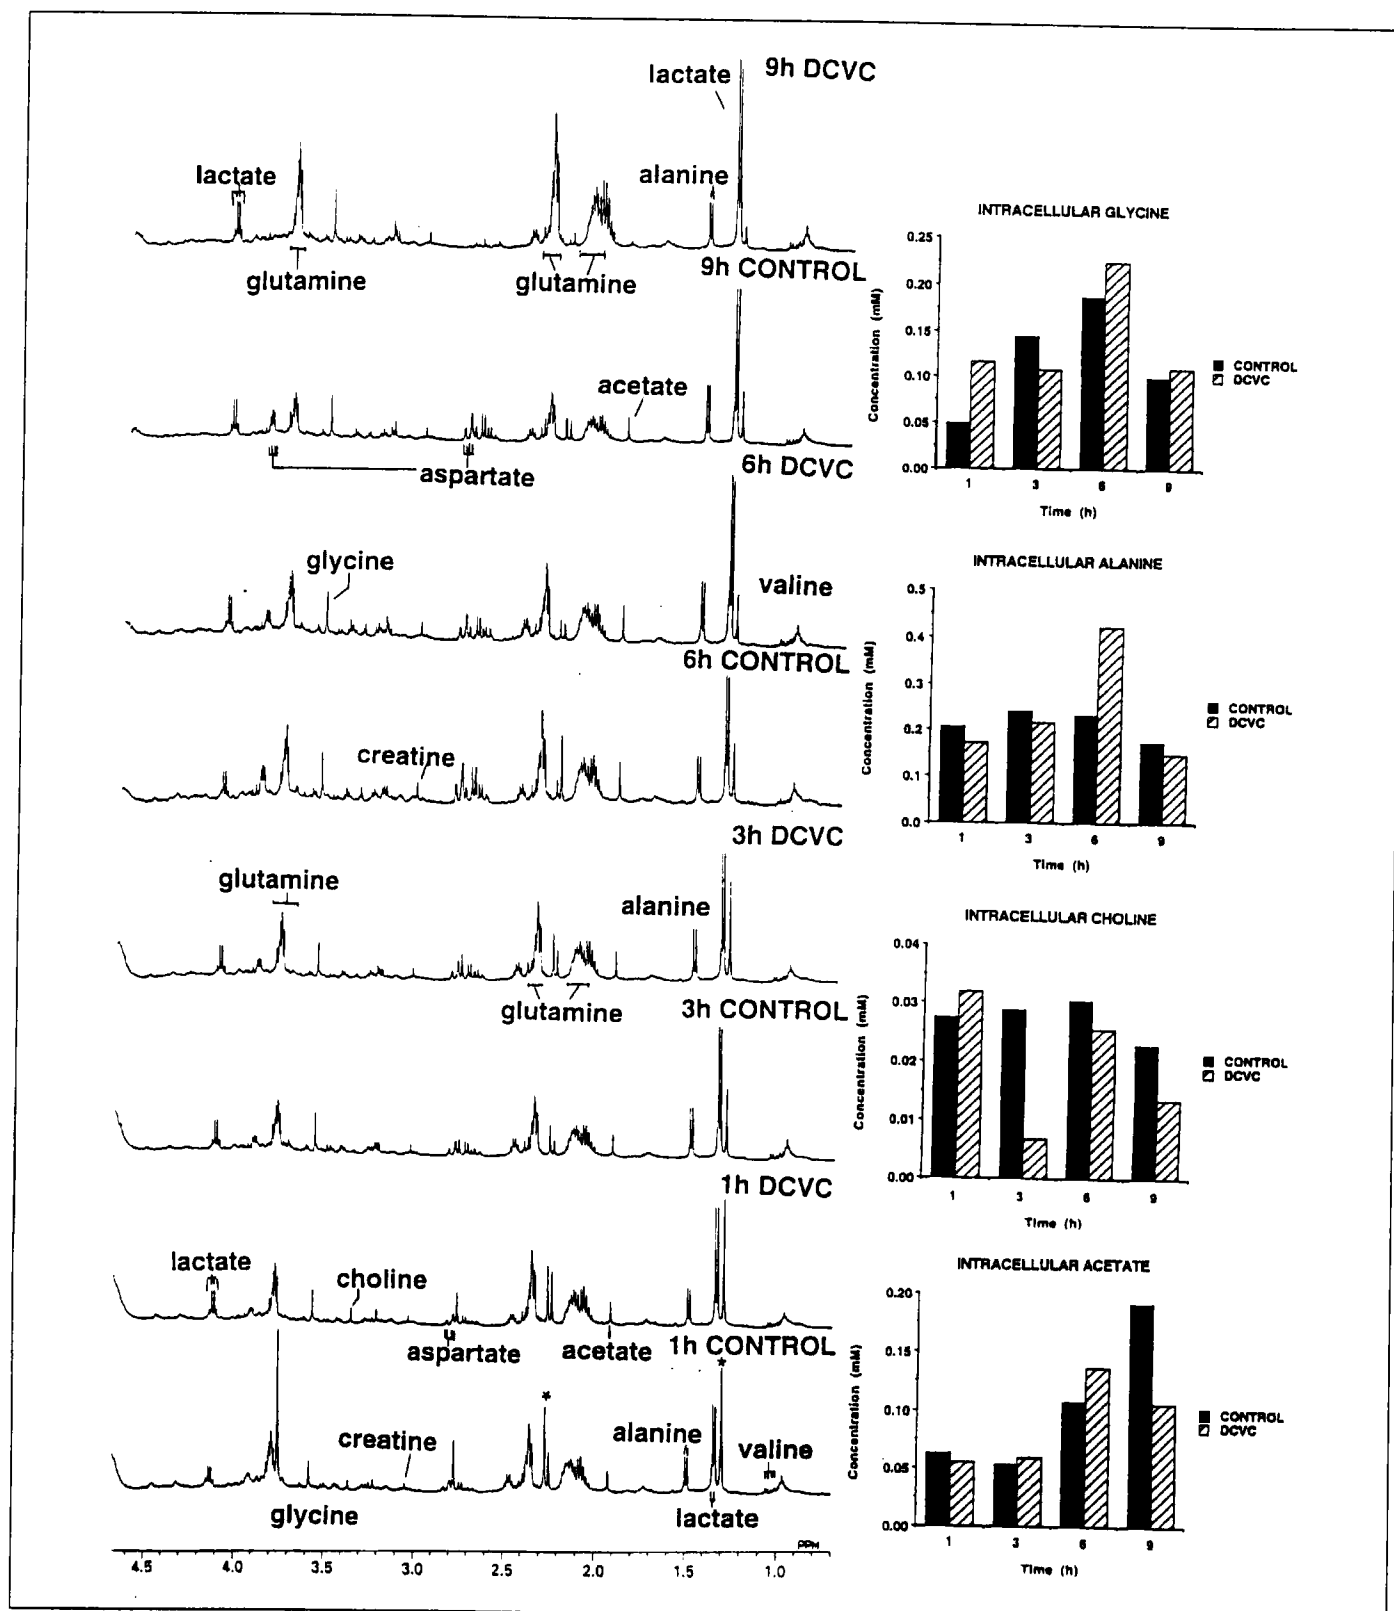 lactate
9h DCVC
lactate
alanine
glutamine
glutamine
9h CONTROL
acetate
aspartate
6h DCVC
glycine
valine
6h CONTROL
creatine
3h DCVC
glutamine
alanine
glutamine
3h CONTROL
1h DCVC
lactate
choline
aspartate
acetate
1h CONTROL
*
*
creatine
alanine
valine
glycine
lactate
PPM
4.5 4.0 3.5 3.0 2.5 2.0 1.5 1.0
INTRACELLULAR GLYCINE
Concentration (mM)
0.25
0.20
0.15
0.10
0.05
0.00
1 3 6 9
Time (h)
CONTROL
DCVC
INTRACELLULAR ALANINE
Concentration (mM)
0.5
0.4
0.3
0.2
0.1
0.0
1 3 6 9
Time (h)
CONTROL
DCVC
INTRACELLULAR CHOLINE
Concentration (mM)
0.04
0.03
0.02
0.01
0.00
1 3 6 9
Time (h)
CONTROL
DCVC
INTRACELLULAR ACETATE
Concentration (mM)
0.20
0.15
0.10
0.05
0.00
1 3 6 9
Time (h)
CONTROL
DCVC